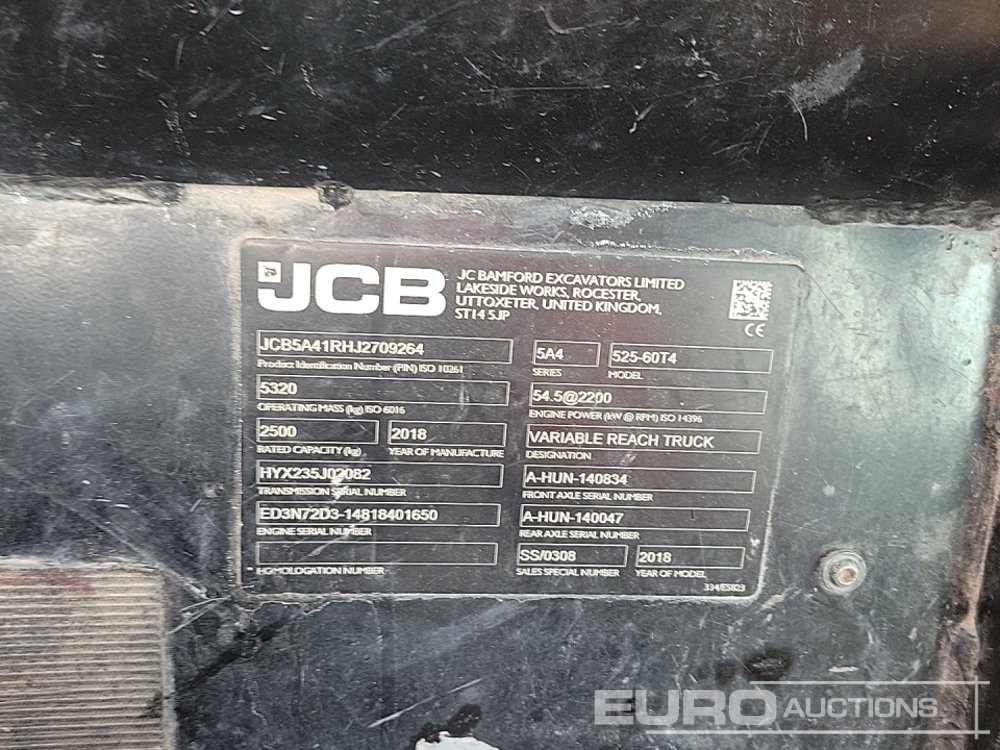 JCB
JC BAMFORD EXCAVATORS LIMITED
LAKESIDE WORKS, ROCESTER,
UTTOXETER, UNITED KINGDOM,
ST14 5JP
CE
JCB5A41RHJ2709264
Product Identification Number (PIN) ISO 10261
5A4
SERIES
525-60T4
MODEL
5320
OPERATING MASS (kg) ISO 6016
54.5@2200
ENGINE POWER (kW @ RPM) ISO 14396
2500
RATED CAPACITY (kg)
2018
YEAR OF MANUFACTURE
VARIABLE REACH TRUCK
DESIGNATION
HYX235J02082
TRANSMISSION SERIAL NUMBER
A-HUN-140834
FRONT AXLE SERIAL NUMBER
ED3N72D3-14818401650
ENGINE SERIAL NUMBER
A-HUN-140047
REAR AXLE SERIAL NUMBER
HOMOLOGATION NUMBER
SS/0308
SALES SPECIAL NUMBER
2018
YEAR OF MODEL
334/E5823
EURO AUCTIONS